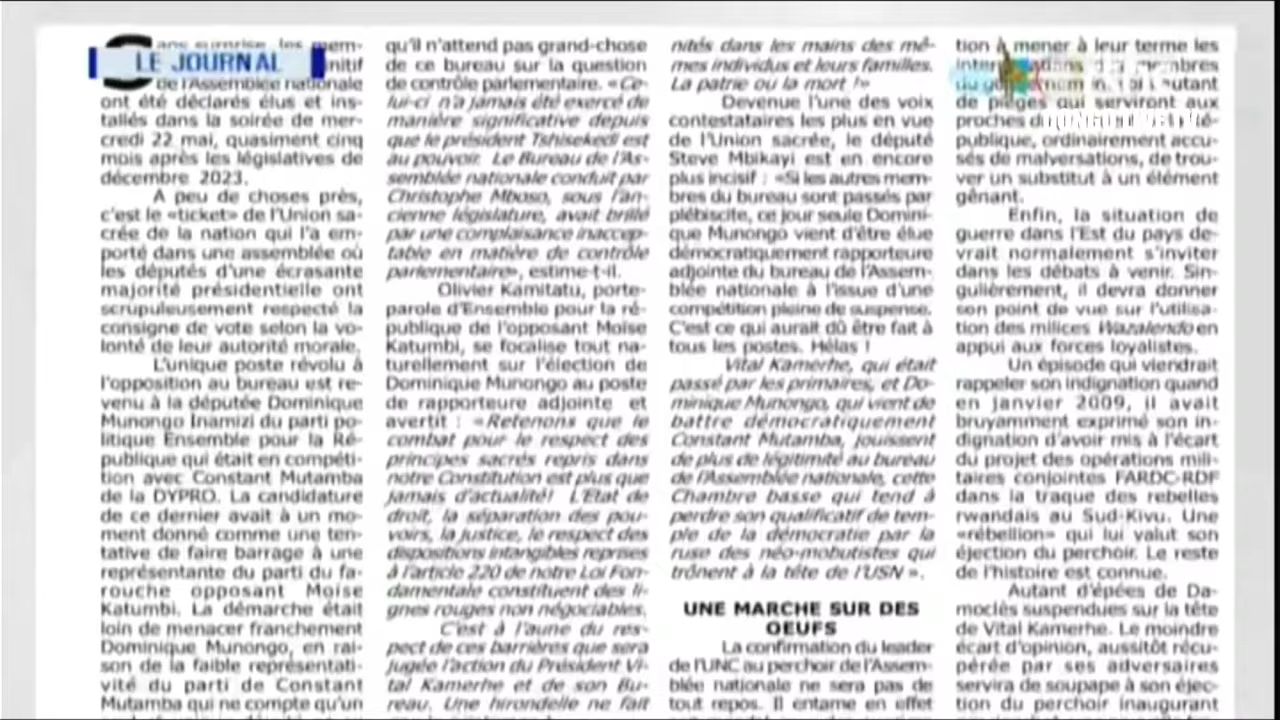 LE JOURNAL
de l'Assemblée nationale
ont été déclarés élus et ins-
tallés dans la soirée de mer-
credi 22 mai, quasiment cinq
mois après les législatives de
décembre 2023.
A peu de choses près,
c'est le «ticket» de l'Union sa-
crée de la nation qui l'a em-
porté dans une assemblée où
les députés d'une écrasante
majorité présidentielle ont
scrupuleusement respecté la
consigne de vote selon la vo-
lonté de leur autorité morale.
L'unique poste révolu à
l'opposition au bureau est re-
venu à la députée Dominique
Munongo Inamizi du parti po-
litique Ensemble pour la Ré-
publique qui était en compéti-
tion avec Constant Mutamba
de la DYPRO. La candidature
de ce dernier avait à un mo-
ment donné comme une ten-
tative de faire barrage à une
représentante du parti du fa-
rouche opposant Moïse
Katumbi. La démarche était
loin de menacer franchement
Dominique Munongo, en rai-
son de la faible représentati-
vité du parti de Constant
Mutamba qui ne compte qu'un
qu'il n'attend pas grand-chose
de ce bureau sur la question
de contrôle parlementaire. «Ce-
lui-ci n'a jamais été exercé de
manière significative depuis
que le président Tshisekedi est
au pouvoir. Le Bureau de l'As-
semblée nationale conduit par
Christophe Mboso, sous l'an-
cienne législature, avait brillé
par une complaisance inaccep-
table en matière de contrôle
parlementaire», estime-t-il.
Olivier Kamitatu, porte-
parole d'Ensemble pour la ré-
publique de l'opposant Moïse
Katumbi, se focalise tout na-
turellement sur l'élection de
Dominique Munongo au poste
de rapporteure adjointe et
avertit : «Retenons que le
combat pour le respect des
principes sacrés repris dans
notre Constitution est plus que
jamais d'actualité! L'Etat de
droit, la séparation des pou-
voirs, la justice, le respect des
dispositions intangibles reprises
à l'article 220 de notre Loi Fon-
damentale constituent des li-
gnes rouges non négociables.
C'est à l'aune du res-
pect de ces barrières que sera
jugée l'action du Président Vi-
tal Kamerhe et de son Bu-
reau. Une hirondelle ne fait
nités dans les mains des mê-
mes individus et leurs familles.
La patrie ou la mort !»
Devenue l'une des voix
contestataires les plus en vue
de l'Union sacrée, le député
Steve Mbikayi est en encore
plus incisif : «Si les autres mem-
bres du bureau sont passés par
plébiscite, ce jour seule Domini-
que Munongo vient d'être élue
démocratiquement rapporteure
adjointe du bureau de l'Assem-
blée nationale à l'issue d'une
compétition pleine de suspense.
C'est ce qui aurait dû être fait à
tous les postes. Hélas !
Vital Kamerhe, qui était
passé par les primaires, et Do-
minique Munongo, qui vient de
battre démocratiquement
Constant Mutamba, jouissent
de plus de légitimité au bureau
de l'Assemblée nationale, cette
Chambre basse qui tend à
perdre son qualificatif de tem-
ple de la démocratie par la
ruse des néo-mobutistes qui
trônent à la tête de l'USN ».
UNE MARCHE SUR DES
OEUFS
La confirmation du leader
de l'UNC au perchoir de l'Assem-
blée nationale ne sera pas de
tout repos. Il entame en effet
tion à mener à leur terme les
de pièges qui serviront aux
proches
publique, ordinairement accu-
sés de malversations, de trou-
ver un substitut à un élément
gênant.
Enfin, la situation de
guerre dans l'Est du pays de-
vrait normalement s'inviter
dans les débats à venir. Sin-
gulièrement, il devra donner
son point de vue sur l'utilisa-
tion des milices Wazalendo en
appui aux forces loyalistes.
Un épisode qui viendrait
rappeler son indignation quand
en janvier 2009, il avait
bruyamment exprimé son in-
dignation d'avoir mis à l'écart
du projet des opérations mili-
taires conjointes FARDC-RDF
dans la traque des rebelles
rwandais au Sud-Kivu. Une
«rébellion» qui lui valut son
éjection du perchoir. Le reste
de l'histoire est connue.
Autant d'épées de Da-
moclès suspendues sur la tête
de Vital Kamerhe. Le moindre
écart d'opinion, aussitôt récu-
pérée par ses adversaires
servira de soupape à son éjec-
tion du perchoir inaugurant